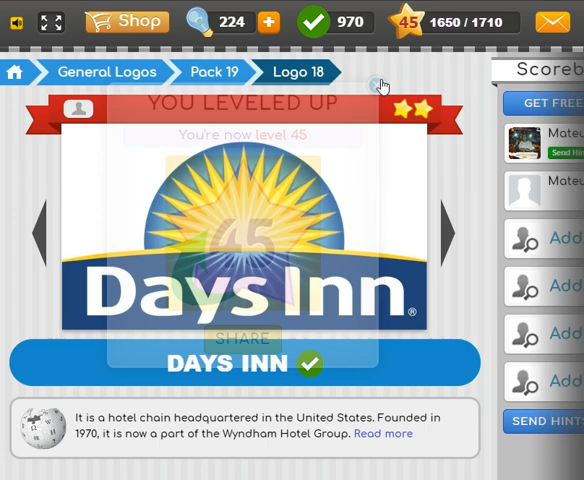 Shop
224
+
970
45
1650 / 1710
General Logos
Pack 19
Logo 18
Scoreb
YOU LEVELED UP
You're now level 45
GET FREE
Mateu
Send Hin
Mateu
45
Days Inn®
Add
Add
Add
Add
SHARE
DAYS INN
It is a hotel chain headquartered in the United States. Founded in
1970, it is now a part of the Wyndham Hotel Group. Read more
SEND HINTS